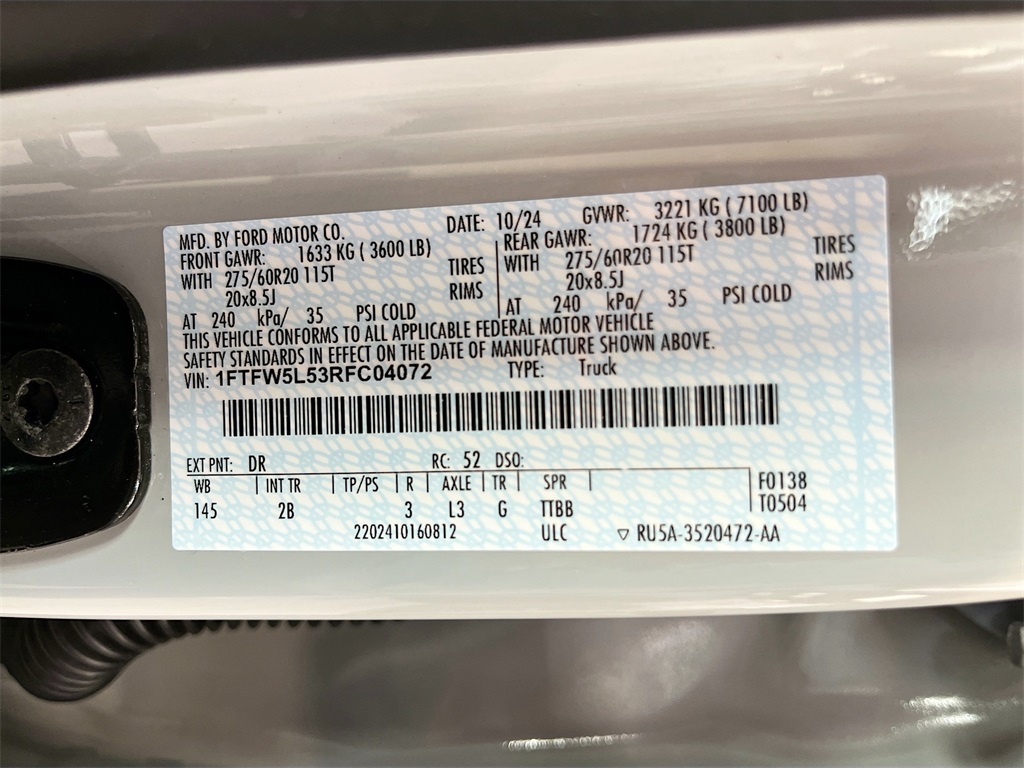 MFD. BY FORD MOTOR CO. DATE: 10/24 GVWR: 3221 KG ( 7100 LB)
FRONT GAWR: 1633 KG ( 3600 LB) REAR GAWR: 1724 KG ( 3800 LB)
WITH 275/60R20 115T TIRES WITH 275/60R20 115T TIRES
20x8.5J RIMS 20x8.5J RIMS
AT 240 kPa/ 35 PSI COLD AT 240 kPa/ 35 PSI COLD
THIS VEHICLE CONFORMS TO ALL APPLICABLE FEDERAL MOTOR VEHICLE
SAFETY STANDARDS IN EFFECT ON THE DATE OF MANUFACTURE SHOWN ABOVE.
VIN: 1FTFW5L53RFC04072 TYPE: Truck
EXT PNT: DR RC: 52 DSO:
WB INT TR TP/PS R AXLE TR SPR F0138
145 2B 3 L3 G TTBB T0504
2202410160812 ULC ▽ RU5A-3520472-AA